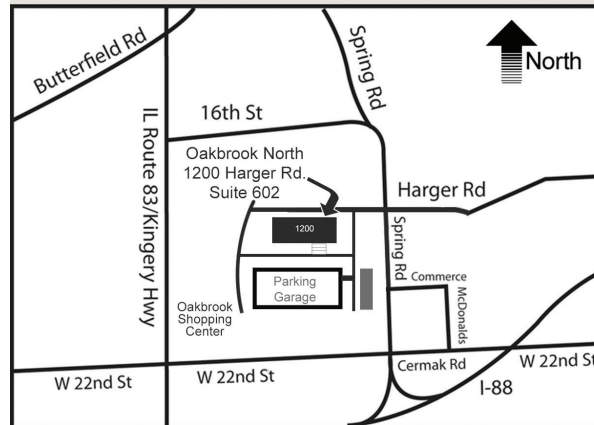 Butterfield Rd
Spring Rd
North
16th St
IL Route 83/Kingery Hwy
Oakbrook North
1200 Harger Rd.
Suite 602
Harger Rd
1200
Spring Rd
Commerce
McDonalds
Parking
Garage
Oakbrook
Shopping
Center
Cermak Rd
W 22nd St
W 22nd St
W 22nd St
I-88